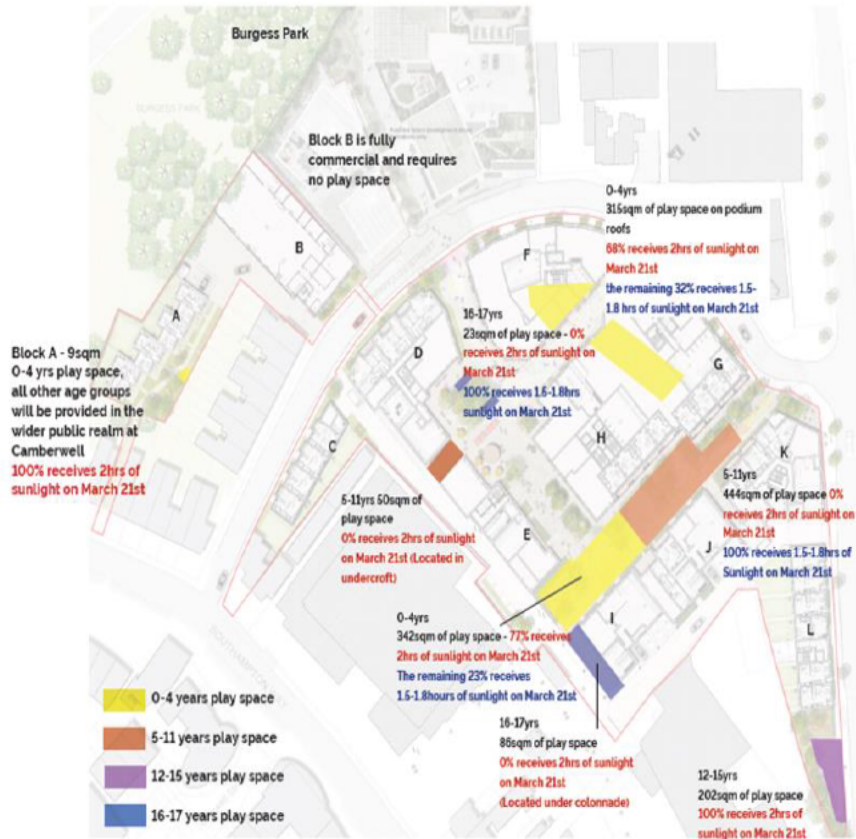 Burgess Park
BURGESS PARK
Block B is fully
commercial and requires
no play space
0-4yrs
315sqm of play space on podium
roofs
68% receives 2hrs of sunlight on
March 21st
the remaining 32% receives 1.5-
1.8 hrs of sunlight on March 21st
B
F
A
16-17yrs
23sqm of play space - 0%
receives 2hrs of sunlight on
March 21st
100% receives 1.5-1.8hrs
sunlight on March 21st
D
Block A - 9sqm
0-4 yrs play space,
all other age groups
will be provided in the
wider public realm at
Camberwell
100% receives 2hrs of
sunlight on March 21st
G
C
H
K
5-11yrs 50sqm of
play space
0% receives 2hrs of sunlight
on March 21st (Located in
undercroft)
5-11yrs
444sqm of play space 0%
receives 2hrs of sunlight on
March 21st
100% receives 1.5-1.8hrs of
Sunlight on March 21st
E
J
0-4yrs
342sqm of play space - 77% receives
2hrs of sunlight on March 21st
The remaining 23% receives
1.5-1.8hours of sunlight on March 21st
I
L
0-4 years play space
5-11 years play space
12-15 years play space
16-17 years play space
16-17yrs
86sqm of play space
0% receives 2hrs of sunlight
on March 21st
(Located under colonnade)
12-15yrs
202sqm of play space
100% receives 2hrs of
sunlight on March 21st